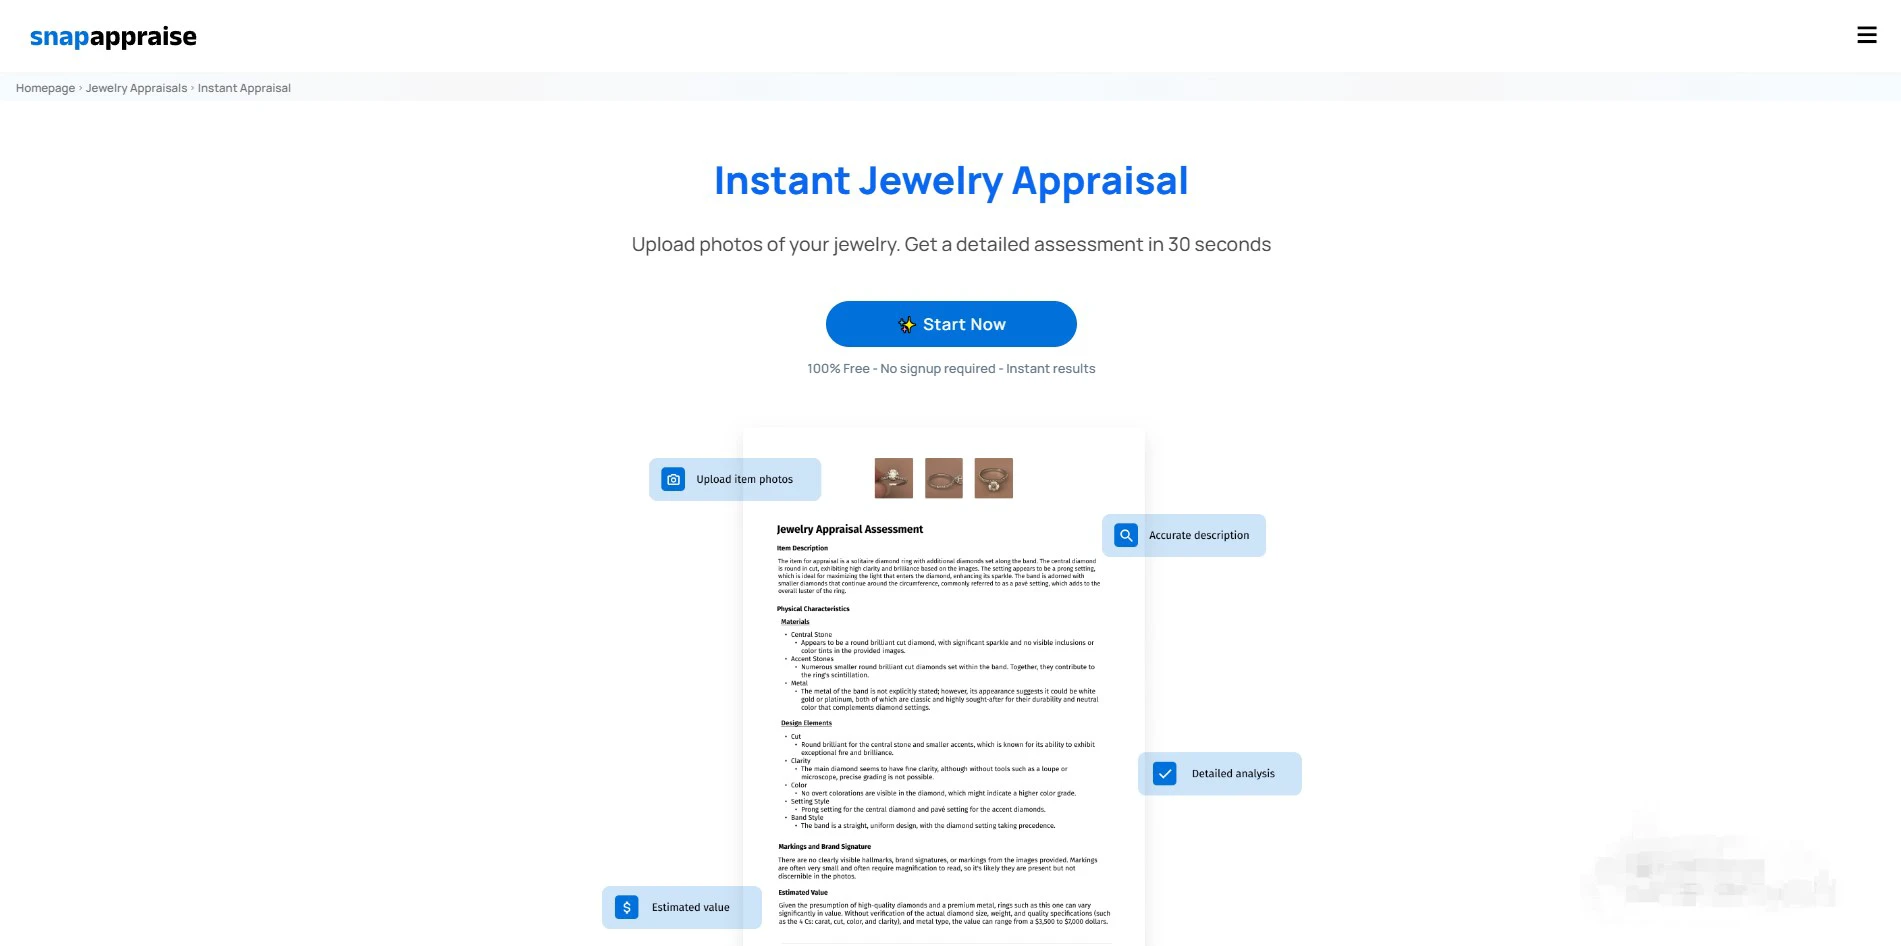 snapappraise
Homepage › Jewelry Appraisals › Instant Appraisal
Instant Jewelry Appraisal
Upload photos of your jewelry. Get a detailed assessment in 30 seconds
✨ Start Now
100% Free - No signup required - Instant results
Upload item photos
Jewelry Appraisal Assessment
Accurate description
Item Description
The item for appraisal is a solitaire diamond ring with additional diamonds set along the band. The central diamond
is round in cut, exhibiting high clarity and brilliance based on the images. The setting appears to be a prong setting,
which is ideal for maximizing the light that enters the diamond, enhancing its sparkle. The band is adorned with
smaller diamonds that continue around the circumference, commonly referred to as a pavé setting, which adds to the
overall luster of the ring.
Physical Characteristics
Materials
• Central Stone
• Appears to be a round brilliant cut diamond, with significant sparkle and no visible inclusions or
color tints in the provided images.
• Accent Stones
• Numerous smaller round brilliant cut diamonds set within the band. Together, they contribute to
the ring's scintillation.
• Metal
• The metal of the band is not explicitly stated; however, its appearance suggests it could be white
gold or platinum, both of which are classic and highly sought-after for their durability and neutral
color that complements diamond settings.
Design Elements
• Cut
• Round brilliant for the central stone and smaller accents, which is known for its ability to exhibit
exceptional fire and brilliance.
• Clarity
• The main diamond seems to have fine clarity, although without tools such as a loupe or
microscope, precise grading is not possible.
Detailed analysis
• Color
• No overt colorations are visible in the diamond, which might indicate a higher color grade.
• Setting Style
• Prong setting for the central diamond and pavé setting for the accent diamonds.
• Band Style
• The band is a straight, uniform design, with the diamond setting taking precedence.
Markings and Brand Signature
There are no clearly visible hallmarks, brand signatures, or markings from the images provided. Markings
are often very small and often require magnification to read, so it's likely they are present but not
discernible in the photos.
Estimated Value
Given the presumption of high-quality diamonds and a premium metal, rings such as this one can vary
significantly in value. Without verification of the actual diamond size, weight, and quality specifications (such
as the 4 Cs: carat, cut, color, and clarity), and metal type, the value can range from a $3,500 to $7,000 dollars.
$ Estimated value